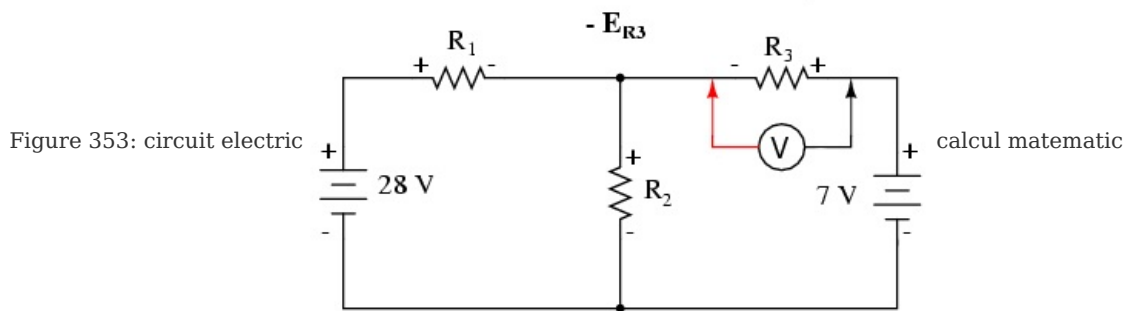 - E_R3
R_1
R_3
+
-
-
+
Figure 353: circuit electric
V
calcul matematic
+
+
+
28 V
R_2
7 V
-
-
-